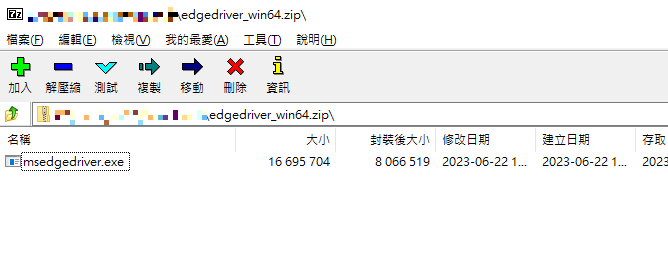 7z \edgedriver_win64.zip\
檔案(F) 編輯(E) 檢視(V) 我的最愛(A) 工具(T) 說明(H)
加入 解壓縮 測試 複製 移動 刪除 資訊
\edgedriver_win64.zip\
名稱 大小 封裝後大小 修改日期 建立日期 存取
msedgedriver.exe 16 695 704 8 066 519 2023-06-22 1... 2023-06-22 1... 2023